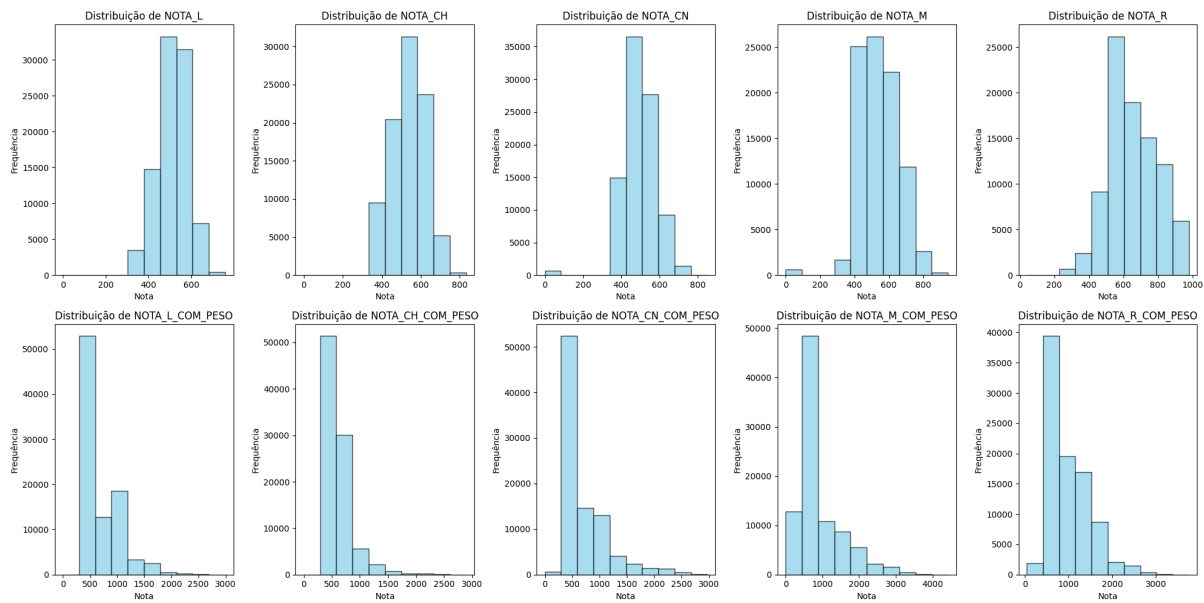 Distribuição de NOTA_L
Frequência
30000
25000
20000
15000
10000
5000
0
0 200 400 600
Nota
Distribuição de NOTA_CH
Frequência
30000
25000
20000
15000
10000
5000
0
0 200 400 600 800
Nota
Distribuição de NOTA_CN
Frequência
35000
30000
25000
20000
15000
10000
5000
0
0 200 400 600 800
Nota
Distribuição de NOTA_M
Frequência
25000
20000
15000
10000
5000
0
0 200 400 600 800
Nota
Distribuição de NOTA_R
Frequência
25000
20000
15000
10000
5000
0
200 400 600 800 1000
Nota
Distribuição de NOTA_L_COM_PESO
Frequência
50000
40000
30000
20000
10000
0
0 500 1000 1500 2000 2500 3000
Nota
Distribuição de NOTA_CH_COM_PESO
Frequência
50000
40000
30000
20000
10000
0
0 500 1000 1500 2000 2500 3000
Nota
Distribuição de NOTA_CN_COM_PESO
Frequência
50000
40000
30000
20000
10000
0
0 500 1000 1500 2000 2500 3000
Nota
Distribuição de NOTA_M_COM_PESO
Frequência
50000
40000
30000
20000
10000
0
0 1000 2000 3000 4000
Nota
Distribuição de NOTA_R_COM_PESO
Frequência
40000
35000
30000
25000
20000
15000
10000
5000
0
0 1000 2000 3000
Nota